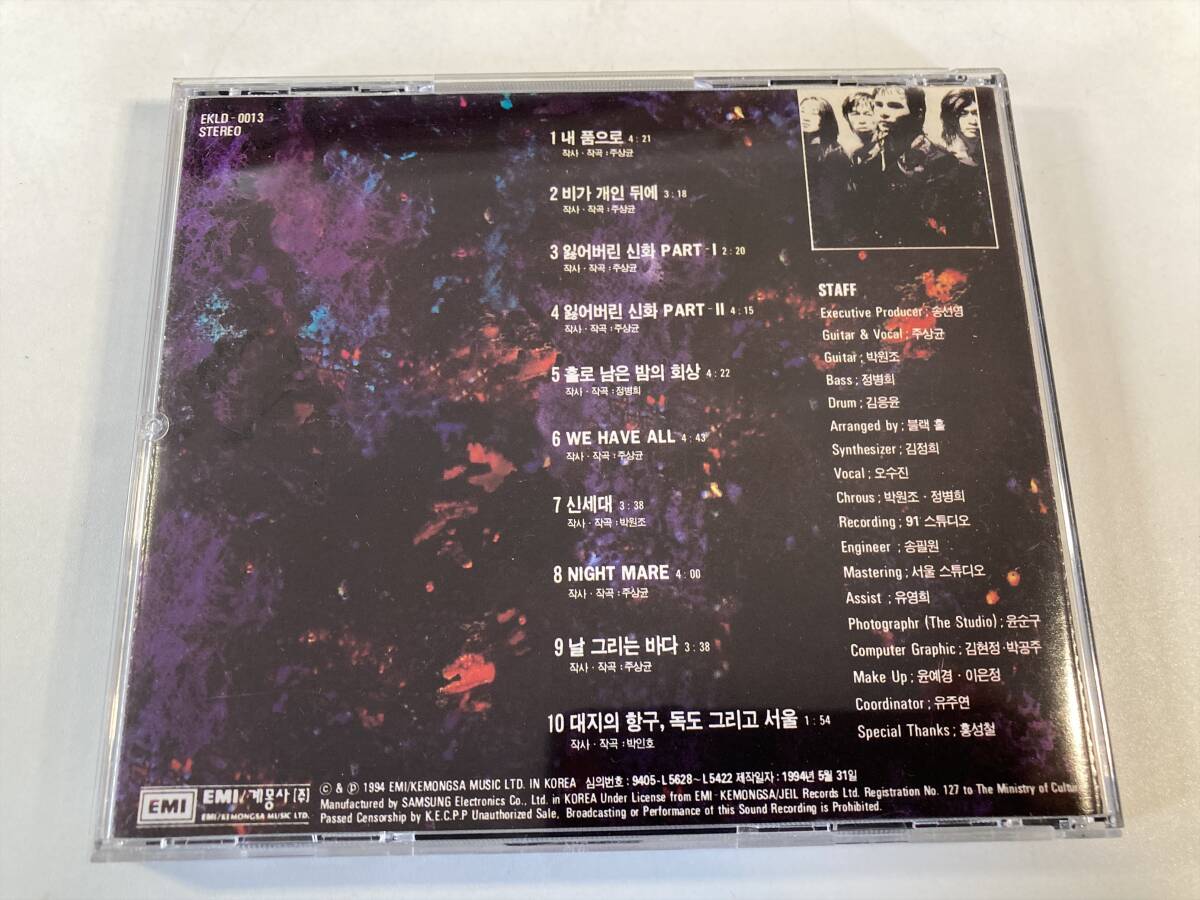 EKLD-0013
STEREO
1 내 품으로 4 : 21
작사 · 작곡 : 주상균
2 비가 개인 뒤에 3 : 18
작사 · 작곡 : 주상균
3 잃어버린 신화 PART-I 2 : 20
작사 · 작곡 : 주상균
4 잃어버린 신화 PART-II 4 : 15
작사 · 작곡 : 주상균
5 홀로 남은 밤의 회상 4 : 22
작사 · 작곡 : 정병희
6 WE HAVE ALL 4 : 43
작사 · 작곡 : 주상균
7 신세대 3 : 38
작사 · 작곡 : 박원조
8 NIGHT MARE 4 : 00
작사 · 작곡 : 주상균
9 날 그리는 바다 3 : 38
작사 · 작곡 : 주상균
10 대지의 항구, 독도 그리고 서울 1 : 54
작사 · 작곡 : 박인호
STAFF
Executive Producer ; 송선영
Guitar & Vocal ; 주상균
Guitar ; 박원조
Bass ; 정병희
Drum ; 김응윤
Arranged by ; 블랙 홀
Synthesizer ; 김정희
Vocal ; 오수진
Chrous ; 박원조 · 정병희
Recording ; 91 스튜디오
Engineer ; 송필원
Mastering ; 서울 스튜디오
Assist ; 유영희
Photographr (The Studio) ; 윤순구
Computer Graphic ; 김현정·박공주
Make Up ; 윤예경 · 이은정
Coordinator ; 유주연
Special Thanks ; 홍성철
EMI EMI/계몽사 [주]
EMI/KEMONGSA MUSIC LTD.
ⓒ & ⓟ 1994 EMI/KEMONGSA MUSIC LTD. IN KOREA 심의번호 : 9405-L5628~L5422 제작일자 : 1994년 5월 31일
Manufactured by SAMSUNG Electronics Co., Ltd. in KOREA Under License from EMI-KEMONGSA/JEIL Records Ltd. Registration No. 127 to The Ministry of Cultur
Passed Censorship by K.E.C.P.P Unauthorized Sale, Broadcasting or Performance of this Sound Recording is Prohibited.